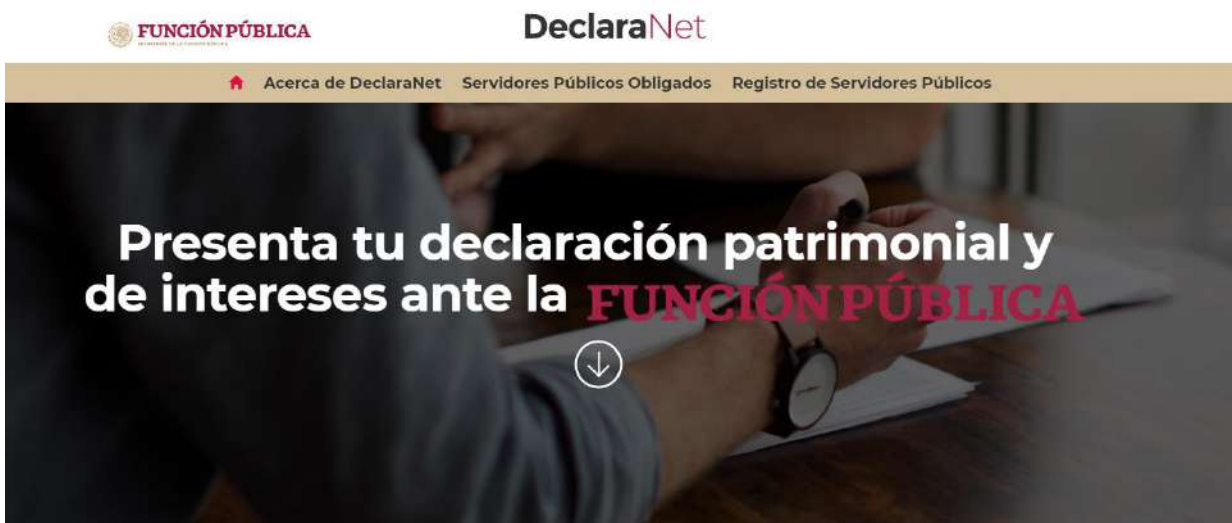 FUNCIÓN PÚBLICA
DeclaraNet
Acerca de DeclaraNet Servidores Públicos Obligados Registro de Servidores Públicos
Presenta tu declaración patrimonial y
de intereses ante la FUNCIÓN PÚBLICA